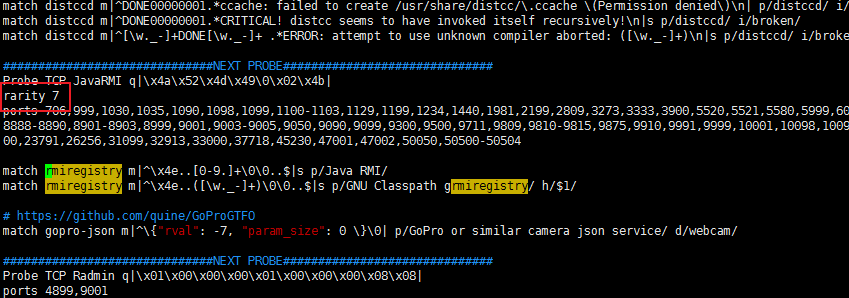 match distccd m|^DONE00000001.*ccache: failed to create /usr/share/distcc/\.ccache \(Permission denied\)\n| p/distccd/ i/
match distccd m|^DONE00000001.*CRITICAL! distcc seems to have invoked itself recursively!\n|s p/distccd/ i/broken/
match distccd m|^[\w._-]+DONE[\w._-]+ .*ERROR: attempt to use unknown compiler aborted: ([\w._-]+)\n|s p/distccd/ i/broke
##############################NEXT PROBE##############################
Probe TCP JavaRMI q|\x4a\x52\x4d\x49\0\x02\x4b|
rarity 7
ports 706,999,1030,1035,1090,1098,1099,1100-1103,1129,1199,1234,1440,1981,2199,2809,3273,3333,3900,5520,5521,5580,5999,60
8888-8890,8901-8903,8999,9001,9003-9005,9050,9090,9099,9300,9500,9711,9809,9810-9815,9875,9910,9991,9999,10001,10098,1009
00,23791,26256,31099,32913,33000,37718,45230,47001,47002,50050,50500-50504
match rmiregistry m|^\x4e..[0-9.]+\0\0..$|s p/Java RMI/
match rmiregistry m|^\x4e..([\w._-]+)\0\0..$|s p/GNU Classpath grmiregistry/ h/$1/
# https://github.com/quine/GoProGTFO
match gopro-json m|^\{"rval": -7, "param_size": 0 \}\0| p/GoPro or similar camera json service/ d/webcam/
##############################NEXT PROBE##############################
Probe TCP Radmin q|\x01\x00\x00\x00\x01\x00\x00\x00\x08\x08|
ports 4899,9001